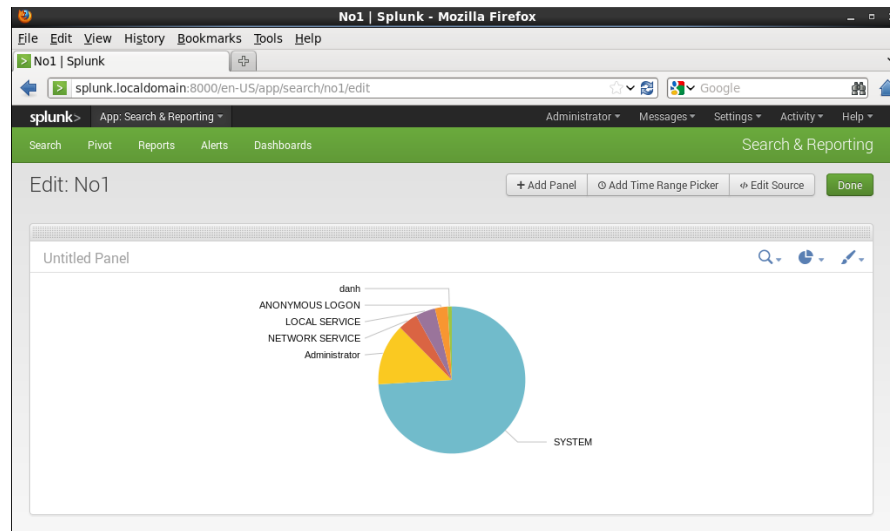 No1 | Splunk - Mozilla Firefox
File Edit View History Bookmarks Tools Help
No1 | Splunk
splunk.localdomain:8000/en-US/app/search/no1/edit
Google
splunk> App: Search & Reporting Administrator Messages Settings Activity Help
Search Pivot Reports Alerts Dashboards Search & Reporting
Edit: No1 + Add Panel Add Time Range Picker Edit Source Done
Untitled Panel
danh
ANONYMOUS LOGON
LOCAL SERVICE
NETWORK SERVICE
Administrator
SYSTEM